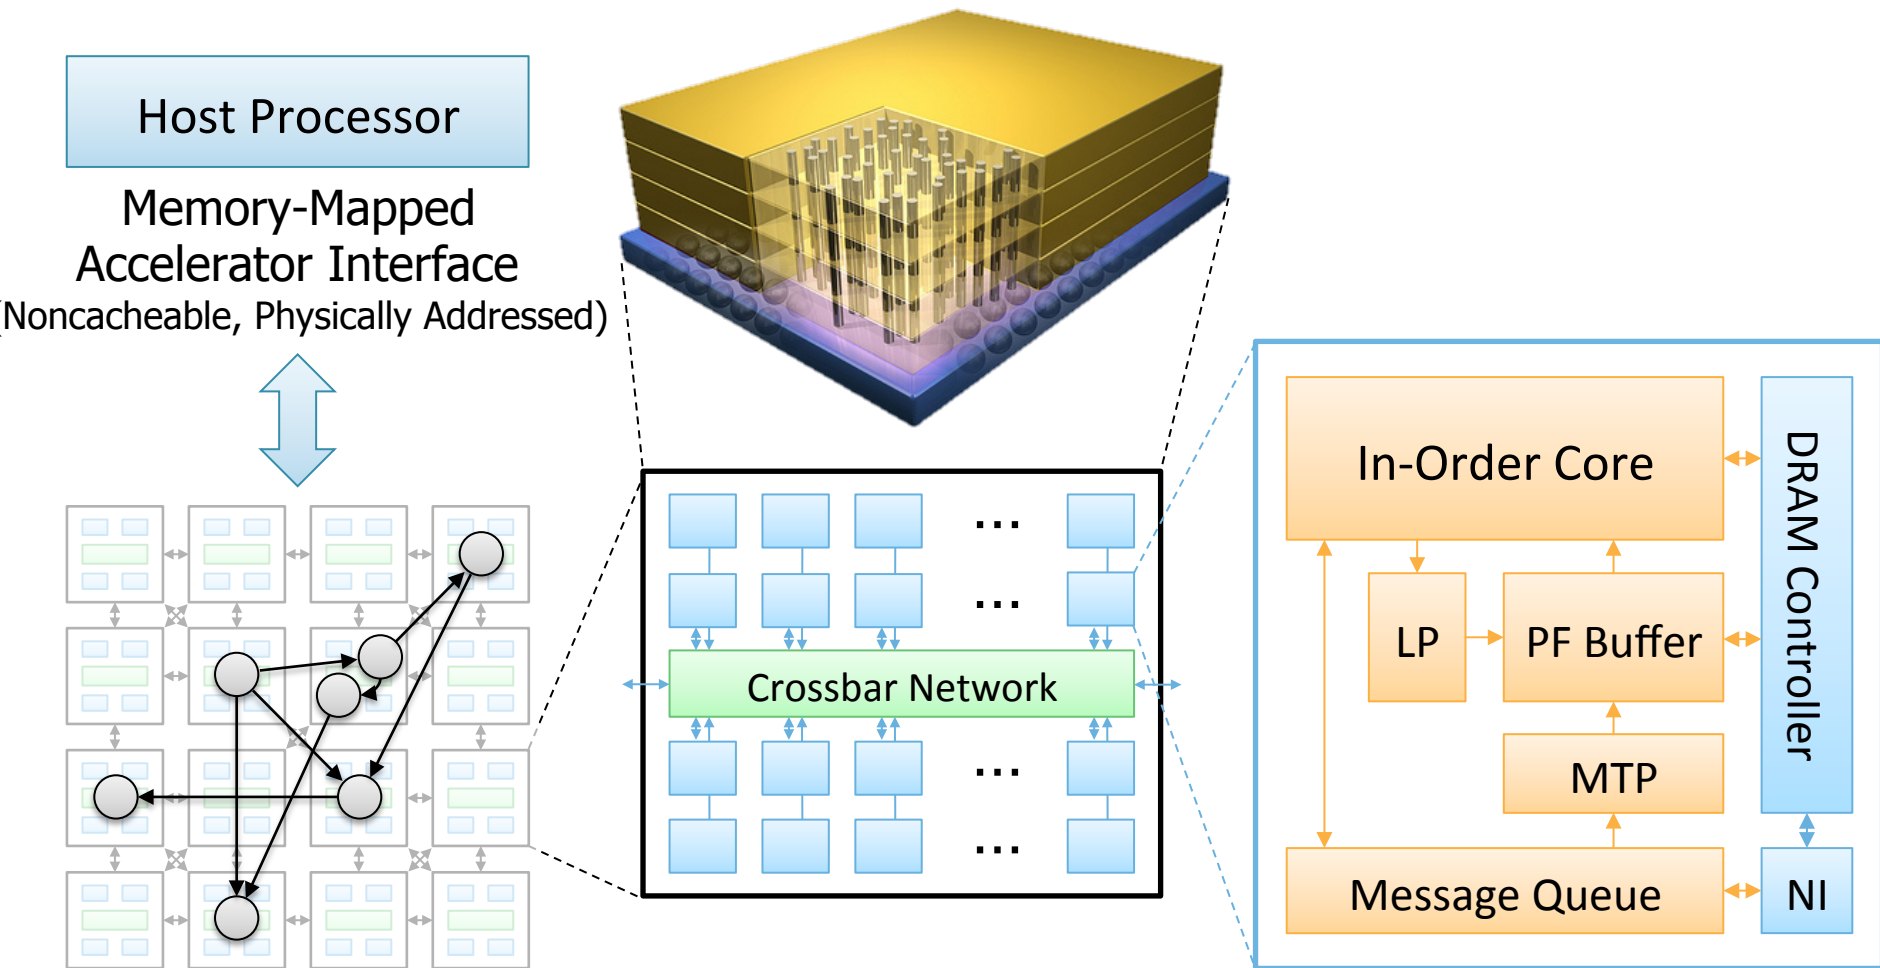 Host Processor
Memory-Mapped
Accelerator Interface
(Noncacheable, Physically Addressed)
...
...
Crossbar Network
...
...
In-Order Core
DRAM Controller
LP
PF Buffer
MTP
Message Queue
NI